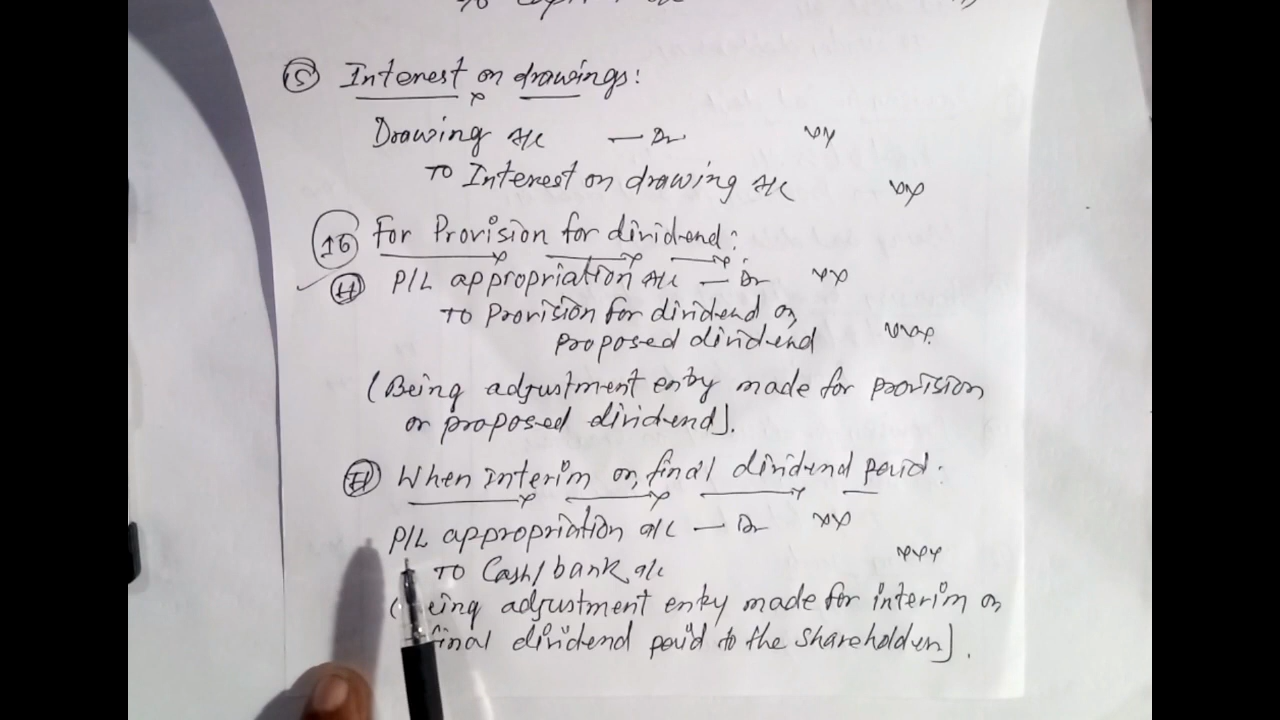 (15) Interest on drawings:
Drawing A/c — Dr xx
To Interest on drawing A/c xx
(16) For Provision for dividend:
(I) P/L appropriation A/c — Dr xx
To Provision for dividend or
proposed dividend xxx
(Being adjustment entry made for provision
or proposed dividend].
(II) When Interim or final dividend paid:
P/L appropriation a/c — Dr xx
To Cash/bank a/c xxx
(Being adjustment entry made for interim or
final dividend paid to the shareholder].